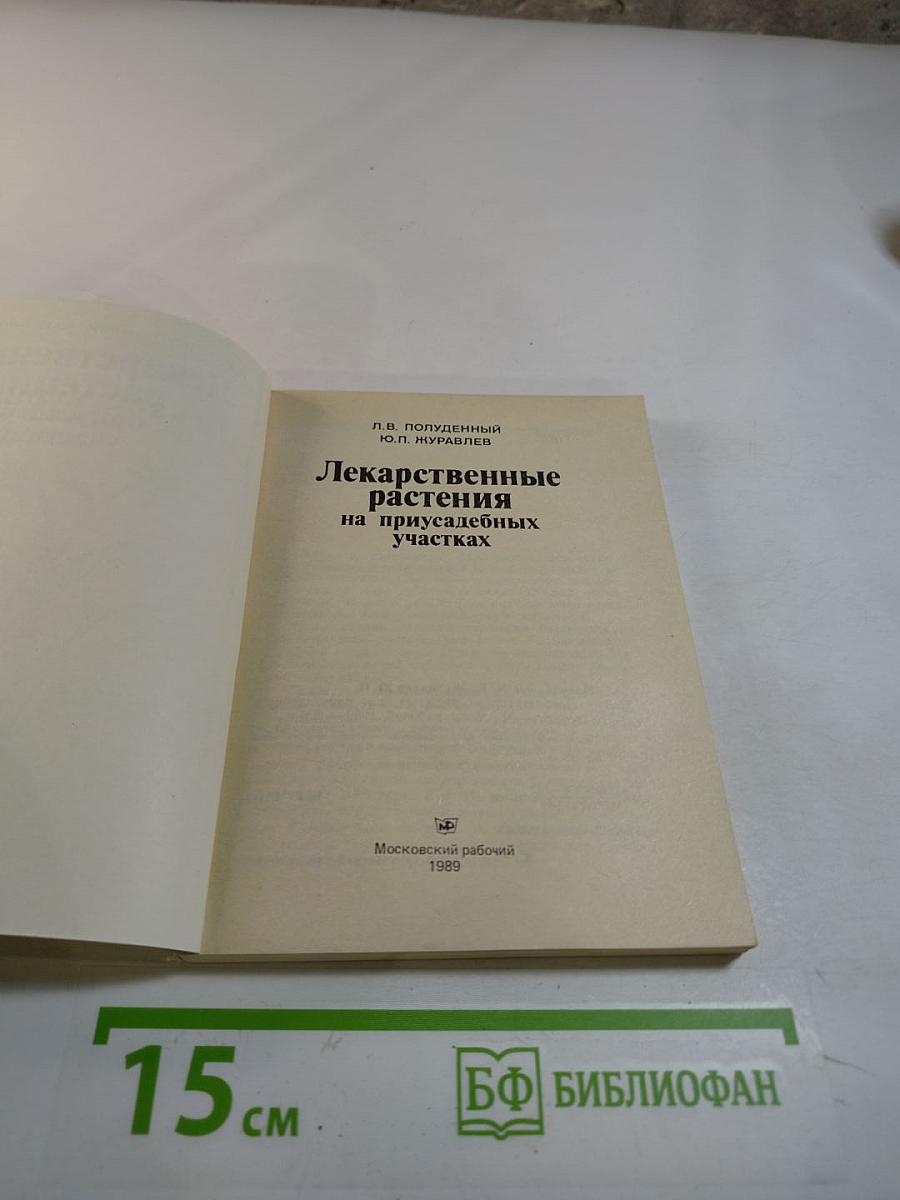 Л.В. ПОЛУДЕННЫЙ
Ю.П. ЖУРАВЛЕВ
Лекарственные
растения
на приусадебных
участках
МР
Московский рабочий
1989
15 см
БФ БИБЛИОФАН